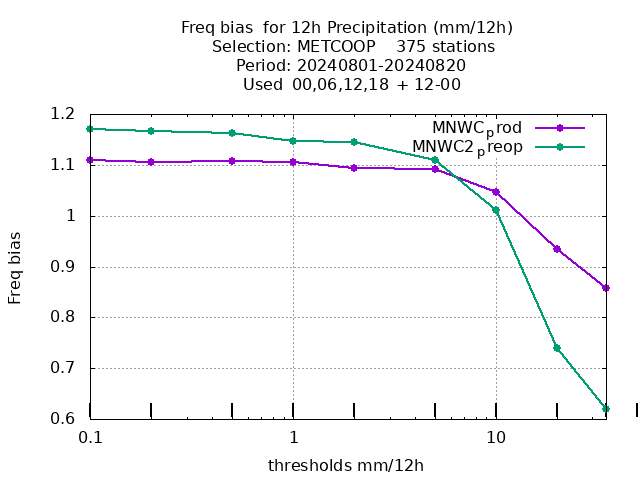 Freq bias  for 12h Precipitation (mm/12h)
Selection: METCOOP    375 stations
Period: 20240801-20240820
Used  00,06,12,18  + 12-00
MNWCprod
MNWC2preop
1.2
1.1
1
0.9
0.8
0.7
0.6
Freq bias
0.1 1 10
thresholds mm/12h